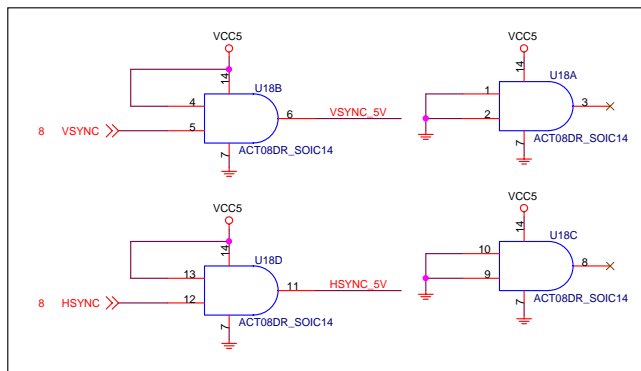 VCC5
14
U18B
4
5
6
VSYNC_5V
8 VSYNC
7
ACT08DR_SOIC14
VCC5
14
U18A
1
2
3
7
ACT08DR_SOIC14
VCC5
14
U18D
13
12
11
HSYNC_5V
8 HSYNC
7
ACT08DR_SOIC14
VCC5
14
U18C
10
9
8
7
ACT08DR_SOIC14